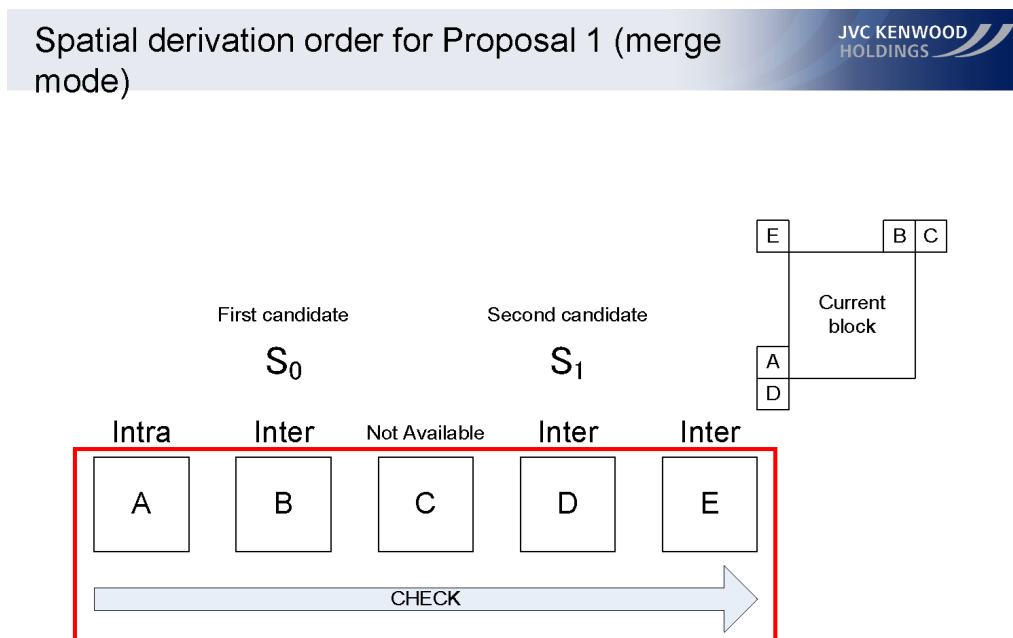 Spatial derivation order for Proposal 1 (merge
mode)
JVC KENWOOD
HOLDINGS
E
B C
Current
block
A
D
First candidate
Second candidate
S₀
S₁
Intra
Inter
Not Available
Inter
Inter
A
B
C
D
E
CHECK